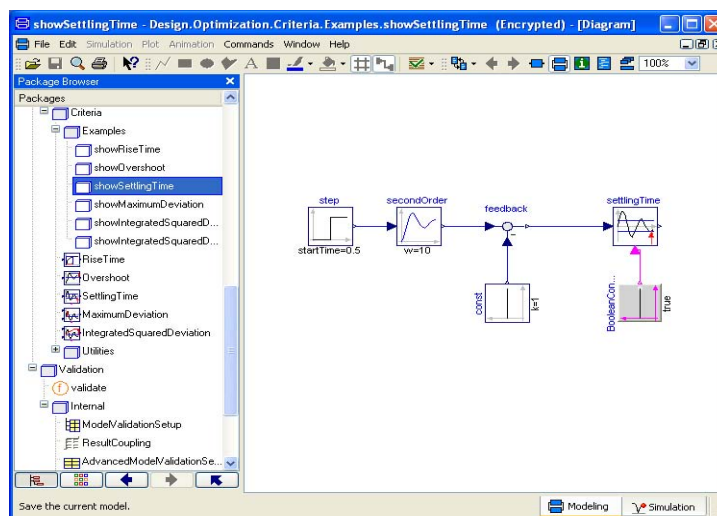 showSettlingTime - Design.Optimization.Criteria.Examples.showSettlingTime (Encrypted) - [Diagram]
File Edit Simulation Plot Animation Commands Window Help
100%
Package Browser
Packages
Criteria
Examples
showRiseTime
showOvershoot
showSettlingTime
showMaximumDeviation
showIntegratedSquaredD...
showIntegratedSquaredD...
RiseTime
Overshoot
SettlingTime
MaximumDeviation
IntegratedSquaredDeviation
Utilities
Validation
validate
Internal
ModelValidationSetup
ResultCoupling
AdvancedModelValidationSe...
step
startTime=0.5
secondOrder
w=10
feedback
settlingTime
const
k=1
BooleanCon...
true
Save the current model.
Modeling
Simulation